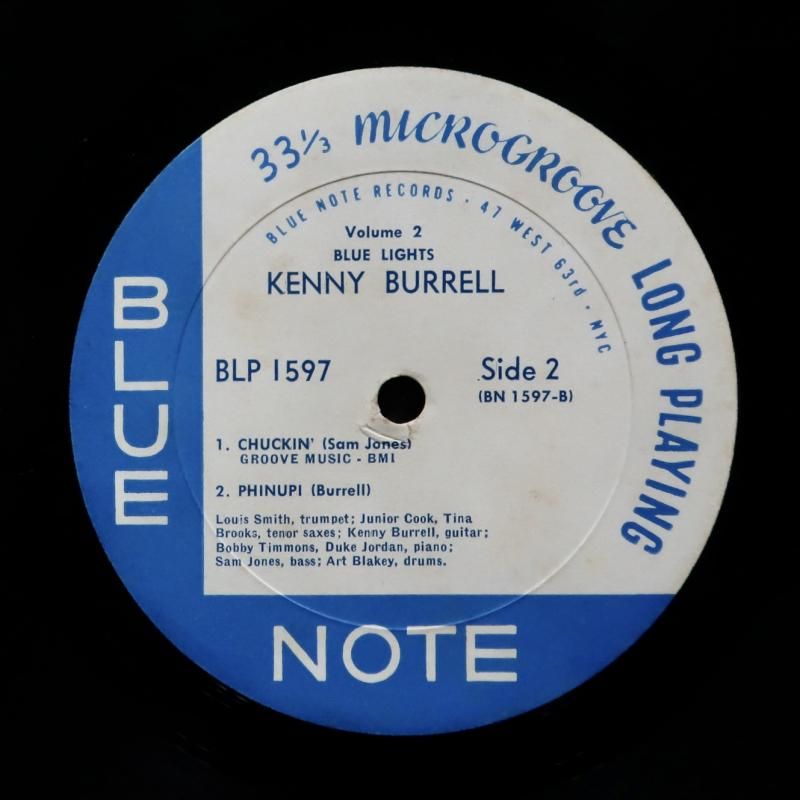 33⅓ MICROGROOVE LONG PLAYING
BLUE NOTE RECORDS · 47 WEST 63rd · NYC
Volume 2
BLUE LIGHTS
KENNY BURRELL
BLP 1597
Side 2
(BN 1597-B)
1. CHUCKIN' (Sam Jones)
GROOVE MUSIC - BMI
2. PHINUPI (Burrell)
Louis Smith, trumpet; Junior Cook, Tina
Brooks, tenor saxes; Kenny Burrell, guitar;
Bobby Timmons, Duke Jordan, piano;
Sam Jones, bass; Art Blakey, drums.
BLUE
NOTE